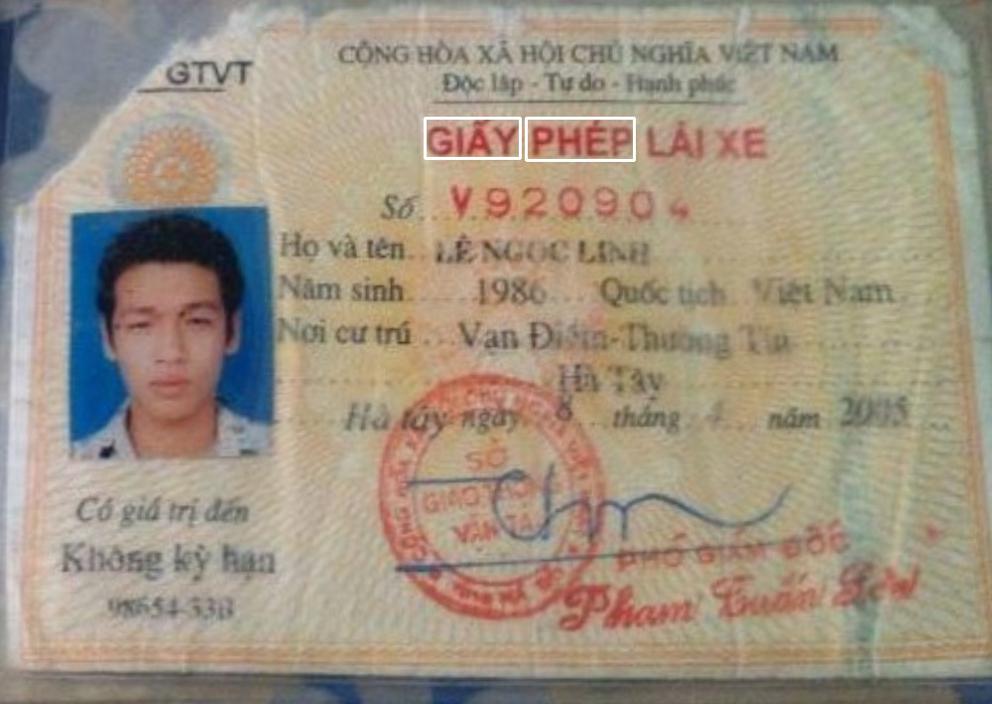 GTVT
CỘNG HÒA XÃ HỘI CHỦ NGHĨA VIỆT NAM
Độc lập - Tự do - Hạnh phúc
GIẤY PHÉP LÁI XE
Số V920904
Họ và tên LÊ NGỌC LINH
Năm sinh 1986 Quốc tịch Việt Nam
Nơi cư trú Vạn Điểm-Thường Tín
Hà Tây
Hà tây ngày 8 tháng 4 năm 2005
SỞ
GIAO THÔNG
VẬN TẢI
PHÓ GIÁM ĐỐC
Phạm Tuấn Sơn
Có giá trị đến
Không kỳ hạn
98654-33B